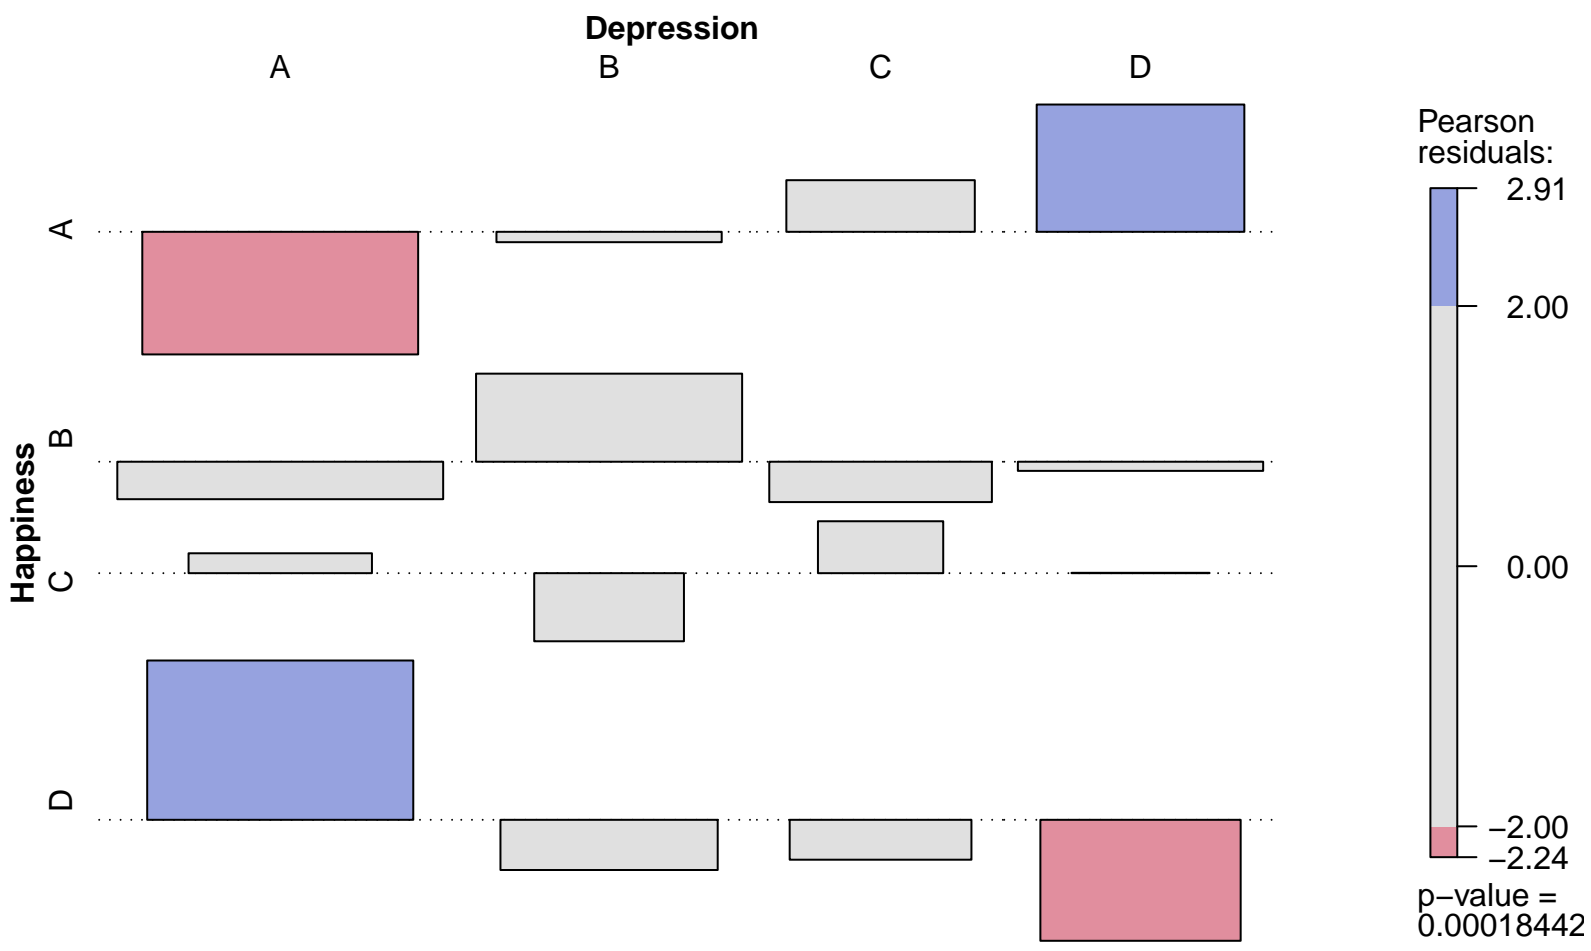 Depression
A B C D
Happiness
A
B
C
D
Pearson
residuals:
2.91
2.00
0.00
−2.00
−2.24
p−value =
0.00018442